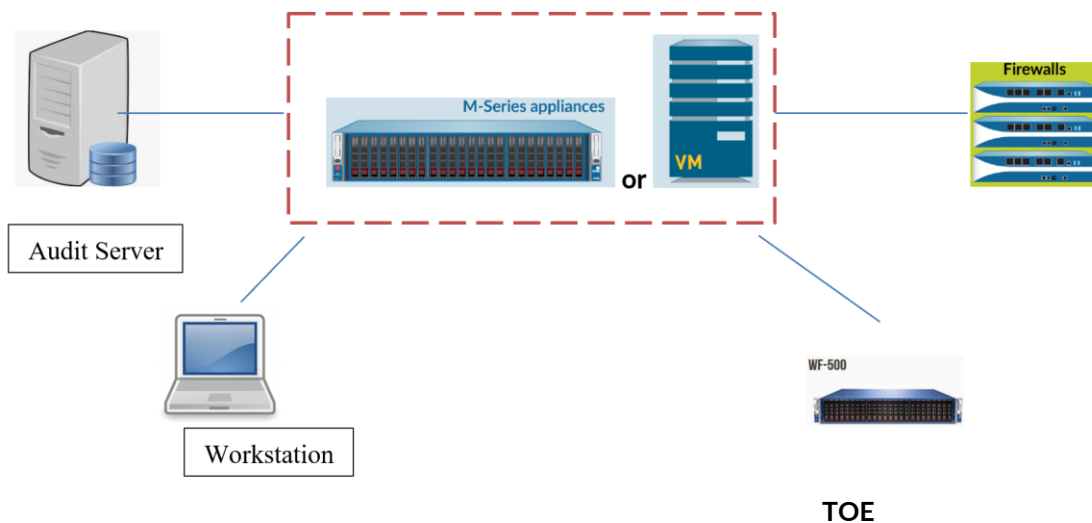 Firewalls
M-Series appliances
or
VM
Audit Server
WF-500
Workstation
TOE